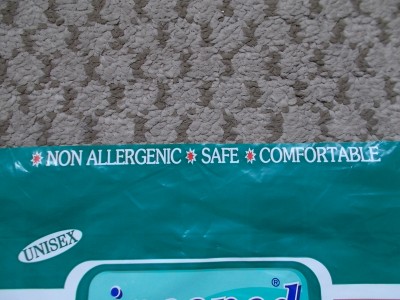 NON ALLERGENIC SAFE COMFORTABLE
UNISEX
®